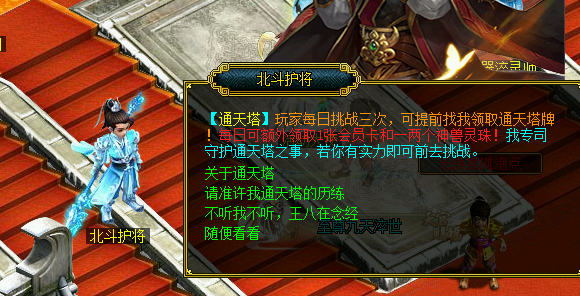 北斗护将
【通天塔】玩家每日挑战三次，可提前找我领取通天塔牌
！每日可额外领取1张会员卡和一两个神兽灵珠！我专司
守护通天塔之事，若你有实力即可前去挑战。
关于通天塔
请准许我通天塔的历练
不听我不听，王八在念经
随便看看
北斗护将